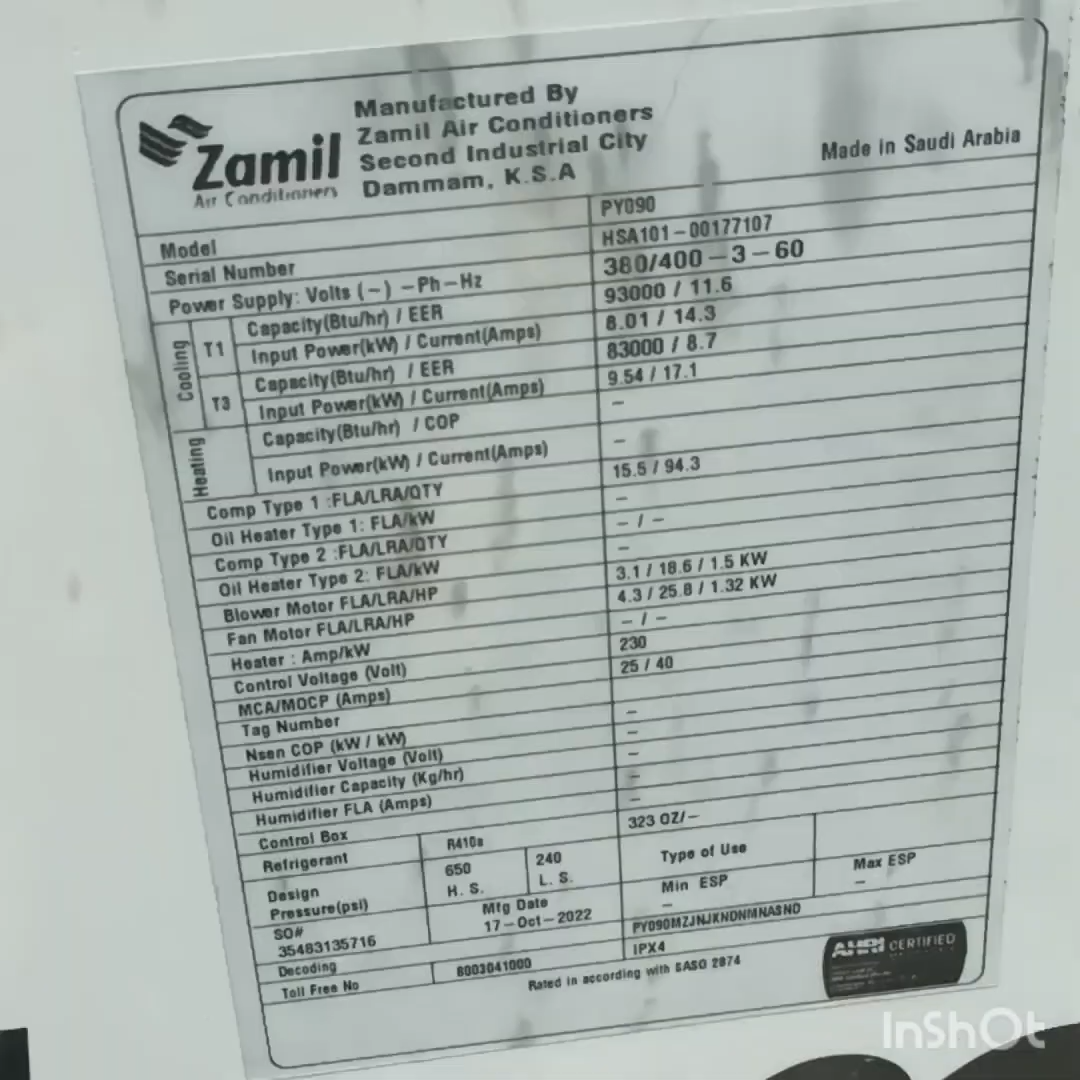 Zamil
Air Conditioners
Manufactured By
Zamil Air Conditioners
Second Industrial City
Dammam, K.S.A
Made in Saudi Arabia
Model PY090
Serial Number HSA101-00177107
Power Supply: Volts (~) -Ph-Hz 380/400-3-60
Cooling
T1
Capacity(Btu/hr) / EER 93000 / 11.6
Input Power(kW) / Current(Amps) 8.01 / 14.3
T3
Capacity(Btu/hr) / EER 83000 / 8.7
Input Power(kW) / Current(Amps) 9.54 / 17.1
Heating
Capacity(Btu/hr) / COP -
Input Power(kW) / Current(Amps) -
Comp Type 1 :FLA/LRA/QTY 15.5 / 94.3
Oil Heater Type 1: FLA/kW -
Comp Type 2 :FLA/LRA/QTY - / -
Oil Heater Type 2: FLA/kW -
Blower Motor FLA/LRA/HP 3.1 / 18.6 / 1.5 KW
Fan Motor FLA/LRA/HP 4.3 / 25.8 / 1.32 KW
Heater : Amp/kW - / -
Control Voltage (Volt) 230
MCA/MOCP (Amps) 25 / 40
Tag Number
Nsen COP (kW / kW) -
Humidifier Voltage (Volt) -
Humidifier Capacity (Kg/hr) -
Humidifier FLA (Amps) -
Control Box -
Refrigerant R410a 323 OZ/-
Design
Pressure(psi)
650
H. S.
240
L. S.
Type of Use
Min ESP
-
Max ESP
-
SO#
35483135716
Mfg Date
17-Oct-2022
Decoding PY090MZJNJKNDNMNASND
Toll Free No 8003041000 IPX4
Rated in according with SASO 2874
AHRI CERTIFIED
InShOt